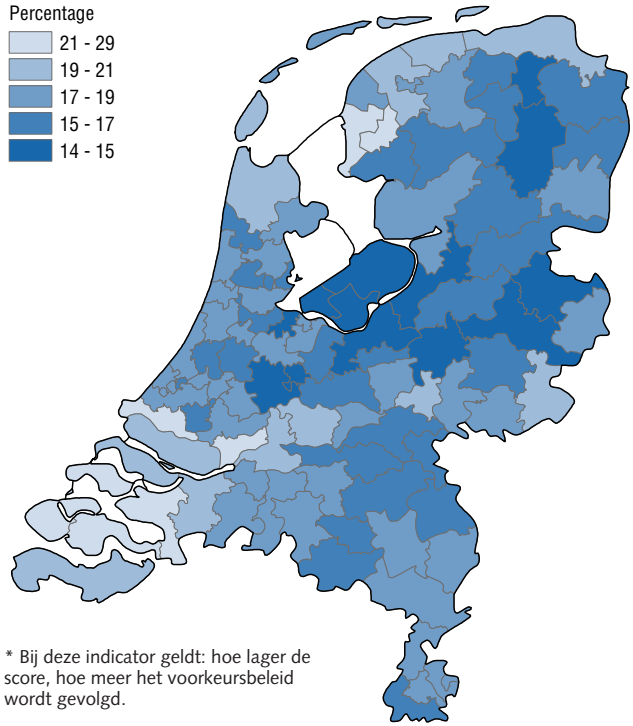 Percentage
21 - 29
19 - 21
17 - 19
15 - 17
14 - 15
* Bij deze indicator geldt: hoe lager de
score, hoe meer het voorkeursbeleid
wordt gevolgd.